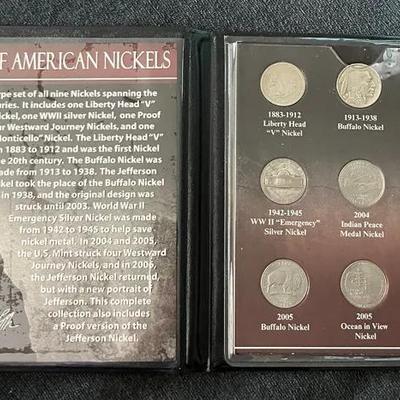 F AMERICAN NICKELS
ype set of all nine Nickels spanning the
uries. It includes one Liberty Head "V"
ickel, one WWII silver Nickel, one Proof
ur Westward Journey Nickels, and one
onticello" Nickel. The Liberty Head "V"
n 1883 to 1912 and was the first Nickel
he 20th century. The Buffalo Nickel was
ade from 1913 to 1938. The Jefferson
ickel took the place of the Buffalo Nickel
in 1938, and the original design was
struck until 2003. World War II
Emergency Silver Nickel was made
from 1942 to 1945 to help save
nickel metal. In 2004 and 2005,
the U.S. Mint struck four Westward
Journey Nickels, and in 2006,
the Jefferson Nickel returned,
but with a new portrait of
Jefferson. This complete
collection also includes
a Proof version of the
Jefferson Nickel.
1883-1912
Liberty Head
"V" Nickel
1913-1938
Buffalo Nickel
1942-1945
WW II "Emergency"
Silver Nickel
2004
Indian Peace
Medal Nickel
2005
Buffalo Nickel
2005
Ocean in View
Nickel